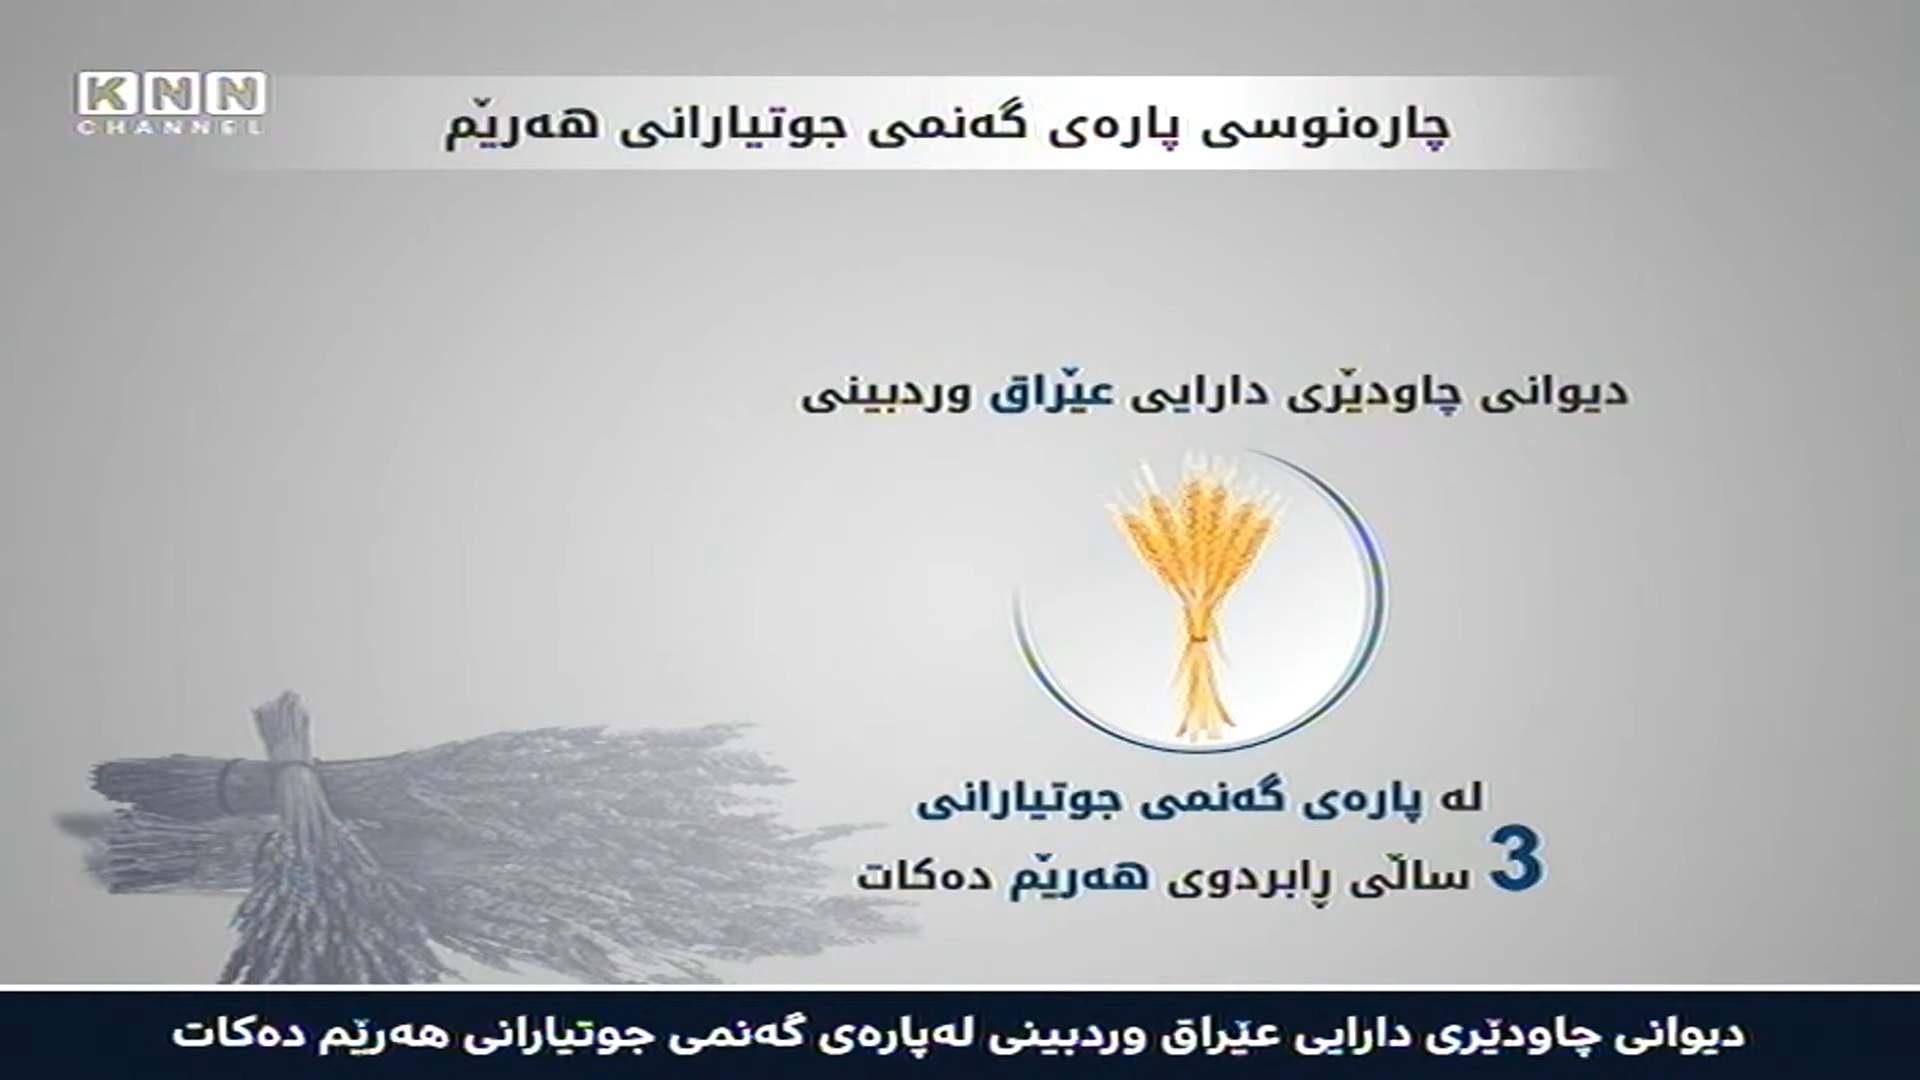 KNN
CHANNEL
چارەنوسی پارەی گەنمی جوتیارانی هەرێم
دیوانی چاودێری دارایی عێراق وردبینی
لە پارەی گەنمی جوتیارانی
3 ساڵی ڕابردوی هەرێم دەکات
دیوانی چاودێری دارایی عێراق وردبینی لەپارەی گەنمی جوتیارانی هەرێم دەکات